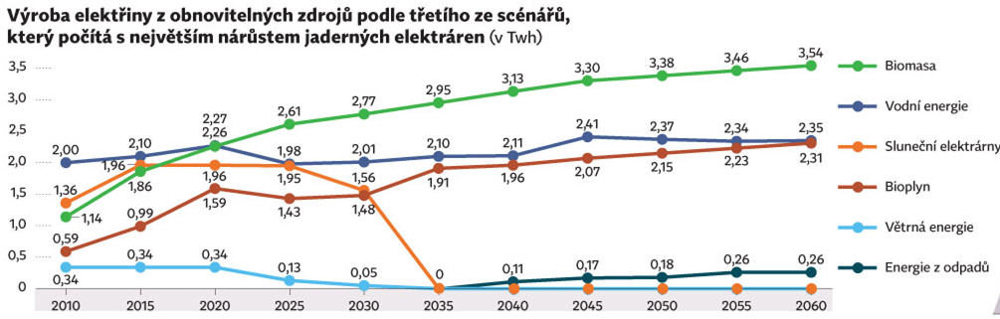 Výroba elektřiny z obnovitelných zdrojů podle třetího ze scénářů,
který počítá s největším nárůstem jaderných elektráren (v Twh)
3,5
3,0
2,5
2,0
1,5
1,0
0,5
0
2,00 2,10 2,27 1,98 2,01 2,10 2,11 2,41 2,37 2,34 2,35
1,14 1,86 2,26 2,61 2,77 2,95 3,13 3,30 3,38 3,46 3,54
1,36 1,96 1,96 1,95 1,56 0
0,59 0,99 1,59 1,43 1,48 1,91 1,96 2,07 2,15 2,23 2,31
0,34 0,34 0,34 0,13 0,05
0,11 0,17 0,18 0,26 0,26
2010 2015 2020 2025 2030 2035 2040 2045 2050 2055 2060
Biomasa
Vodní energie
Sluneční elektrárny
Bioplyn
Větrná energie
Energie z odpadů